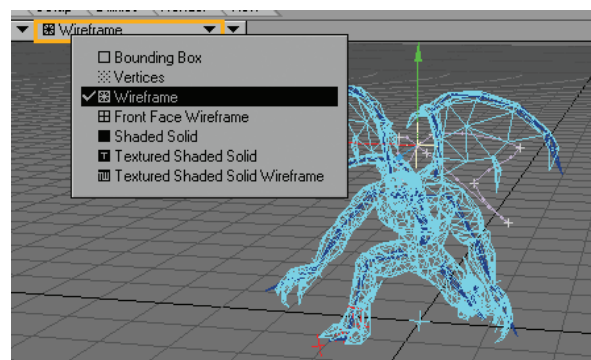 Wireframe
Bounding Box
Vertices
Wireframe
Front Face Wireframe
Shaded Solid
Textured Shaded Solid
Textured Shaded Solid Wireframe